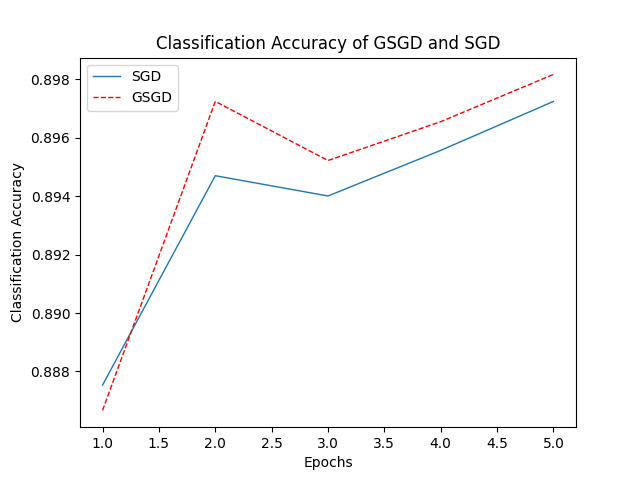 Classification Accuracy of GSGD and SGD
SGD
GSGD
0.898
0.896
0.894
0.892
0.890
0.888
Classification Accuracy
1.0 1.5 2.0 2.5 3.0 3.5 4.0 4.5 5.0
Epochs